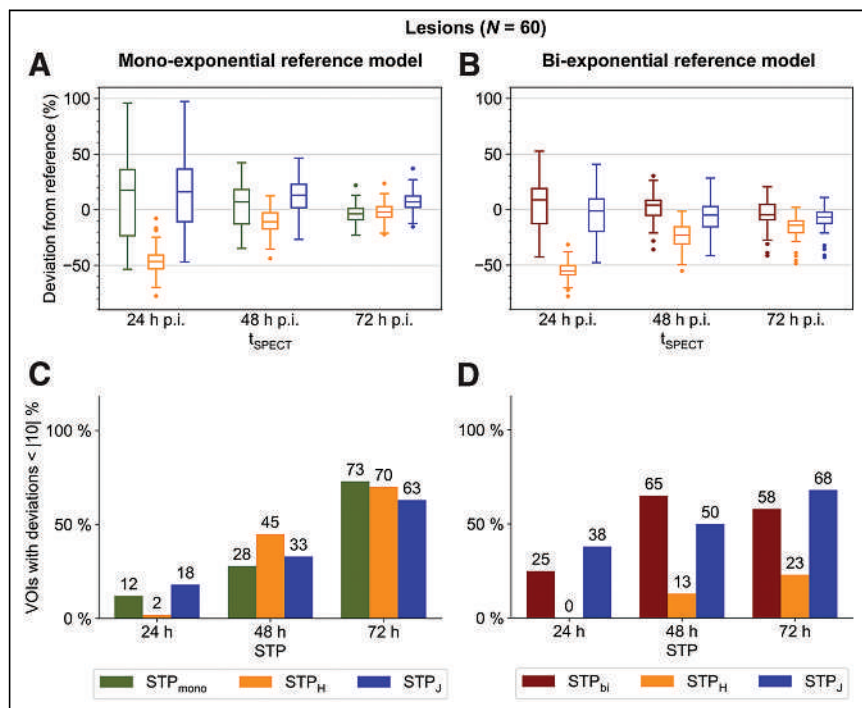 Lesions (N = 60)
A Mono-exponential reference model
B Bi-exponential reference model
Deviation from reference (%)
100
50
0
−50
24 h p.i. 48 h p.i. 72 h p.i.
tSPECT
100
50
0
−50
24 h p.i. 48 h p.i. 72 h p.i.
tSPECT
C
VOIs with deviations < |10| %
100 %
50 %
0 %
12 2 18 28 45 33 73 70 63
24 h 48 h 72 h
STP
STPmono STPH STPJ
D
100 %
50 %
0 %
25 0 38 65 13 50 58 23 68
24 h 48 h 72 h
STP
STPbi STPH STPJ